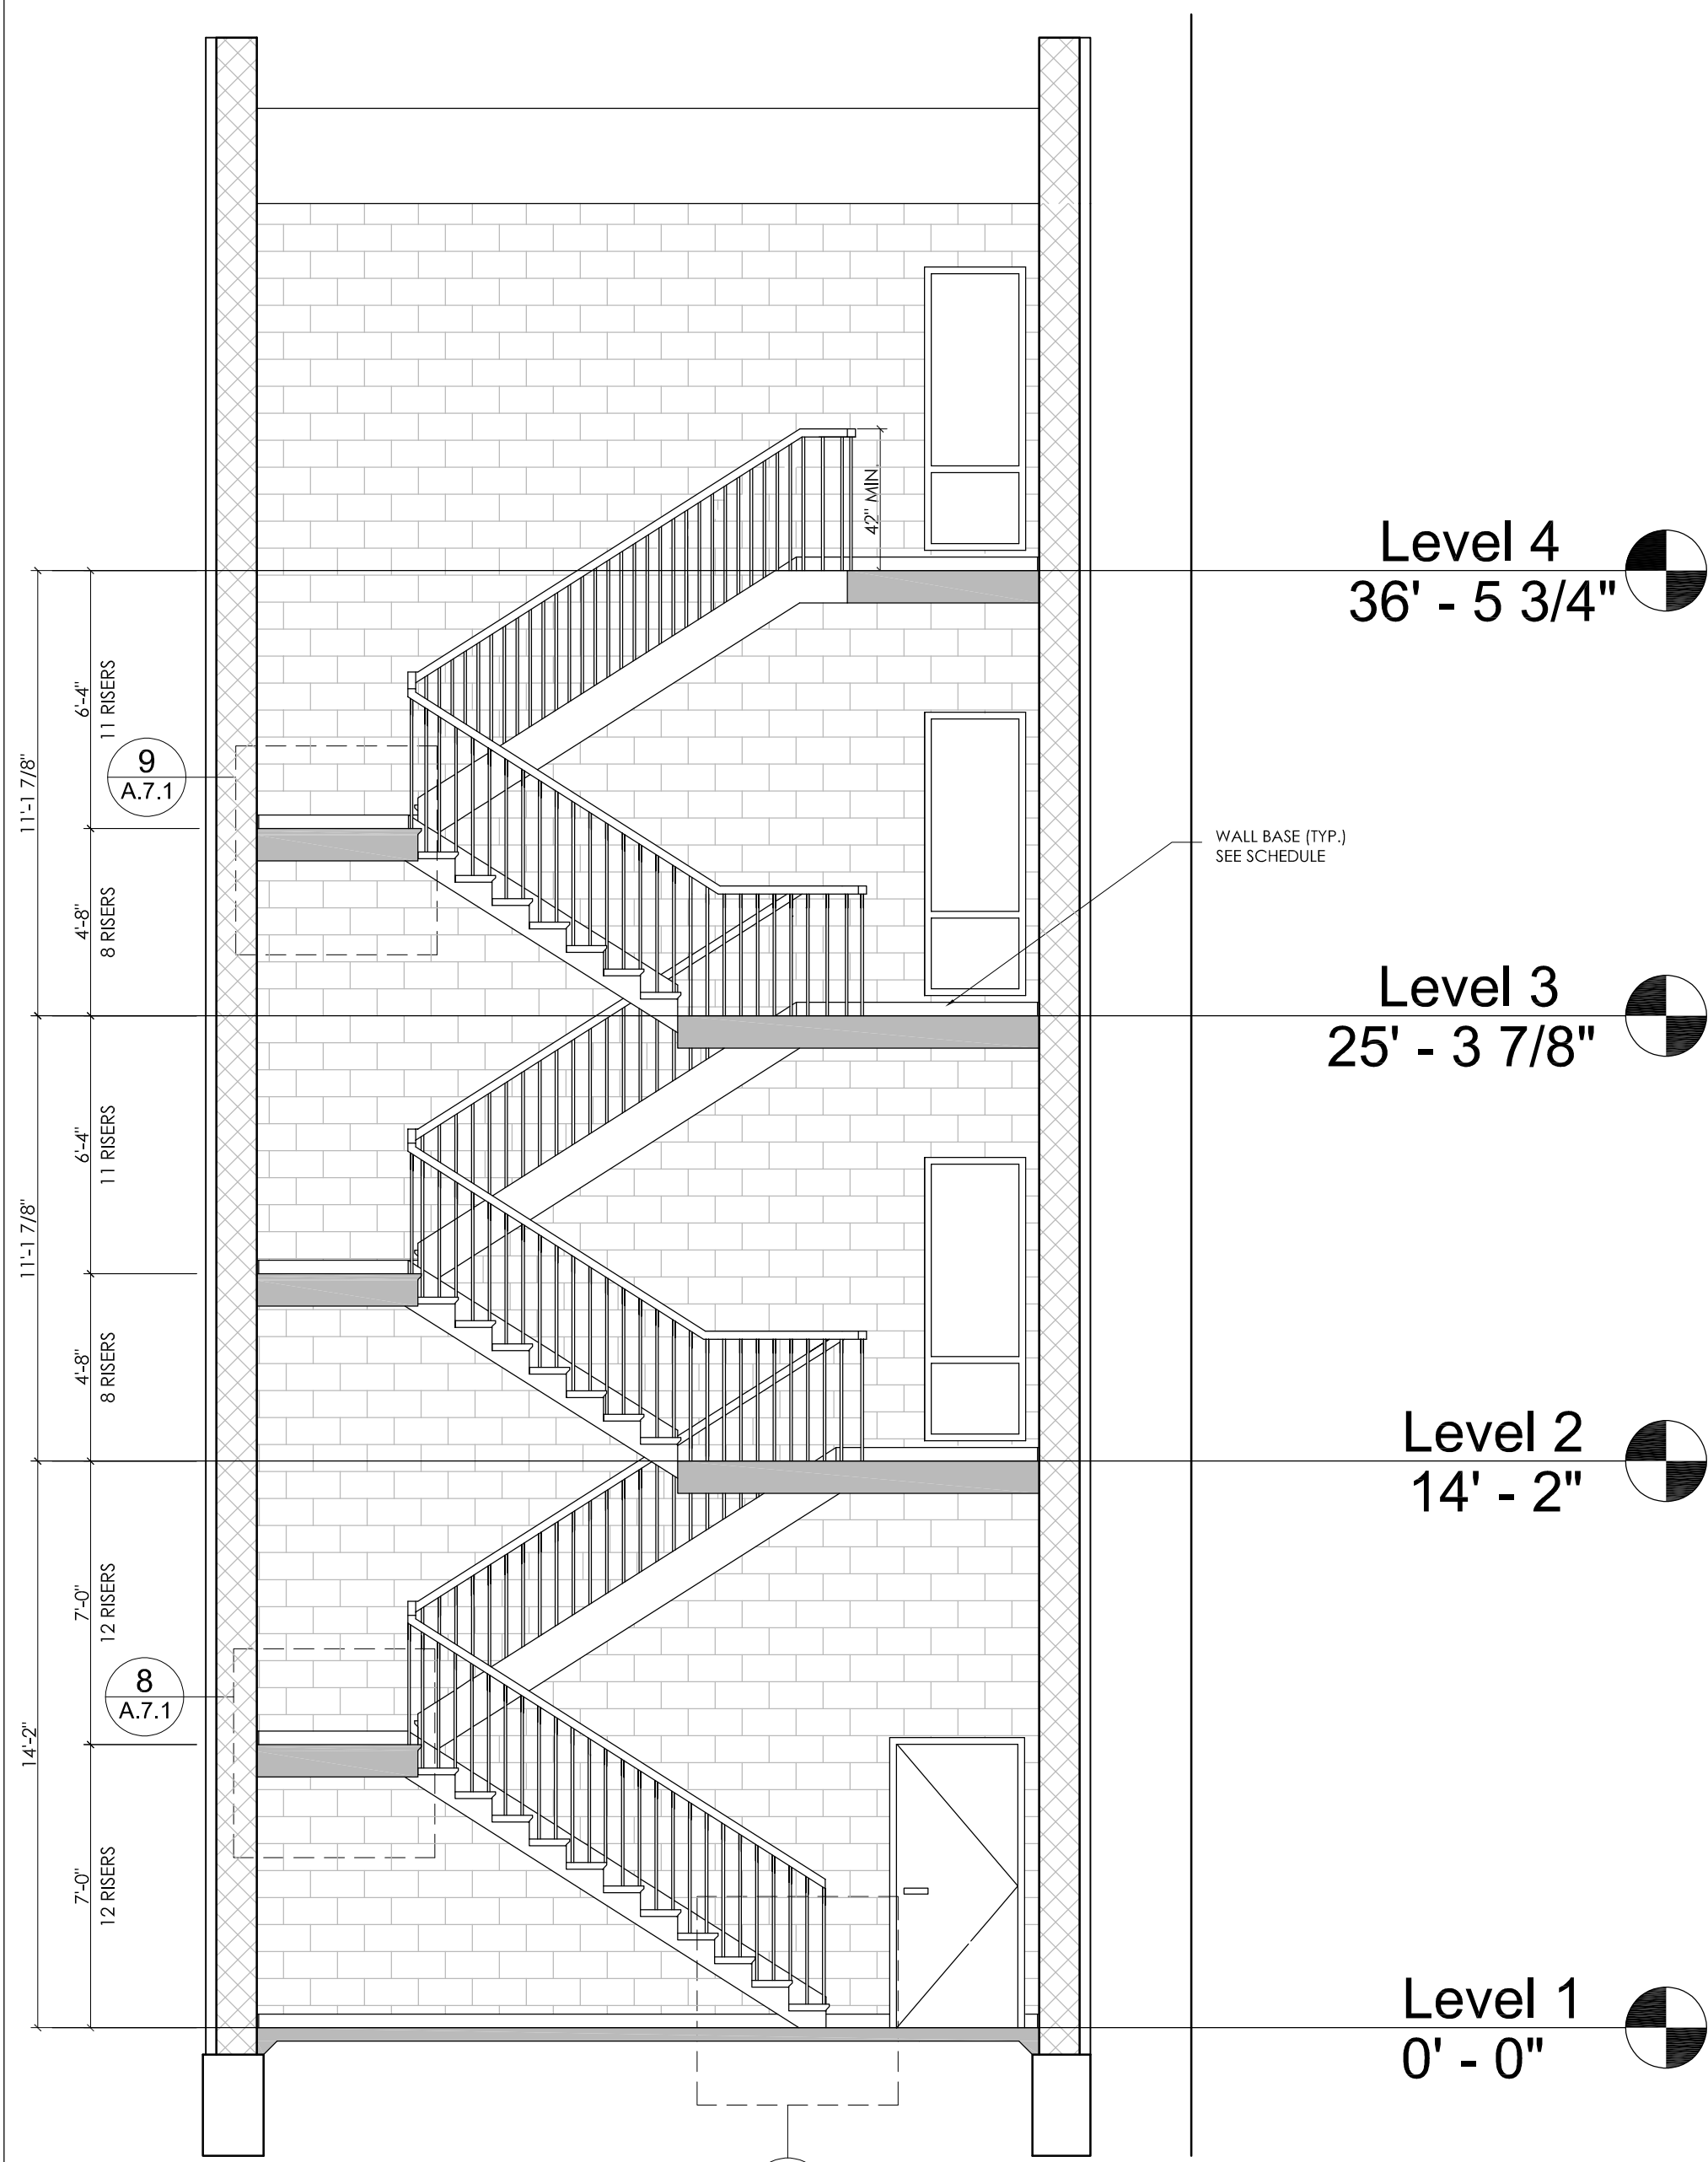 42" MIN.
Level 4
36' - 5 3/4"
6'-4"
11 RISERS
11'-1 7/8"
9
A.7.1
WALL BASE (TYP.)
SEE SCHEDULE
4'-8"
8 RISERS
Level 3
25' - 3 7/8"
6'-4"
11 RISERS
11'-1 7/8"
4'-8"
8 RISERS
Level 2
14' - 2"
7'-0"
12 RISERS
8
A.7.1
14'-2"
7'-0"
12 RISERS
Level 1
0' - 0"